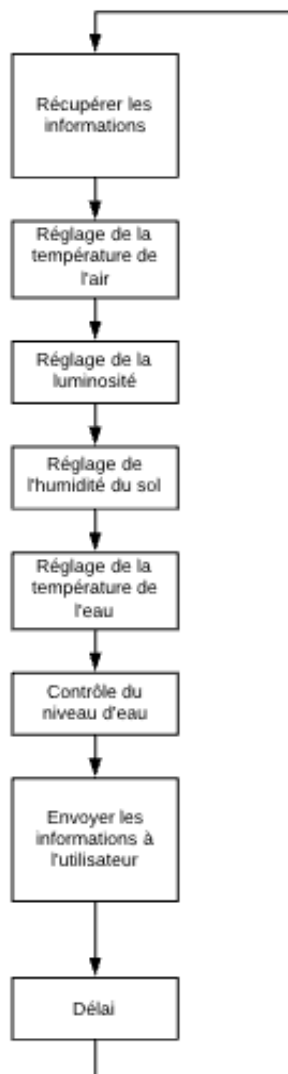 Récupérer les
informations
Réglage de la
température de
l'air
Réglage de la
luminosité
Réglage de
l'humidité du sol
Réglage de la
température de
l'eau
Contrôle du
niveau d'eau
Envoyer les
informations à
l'utilisateur
Délai